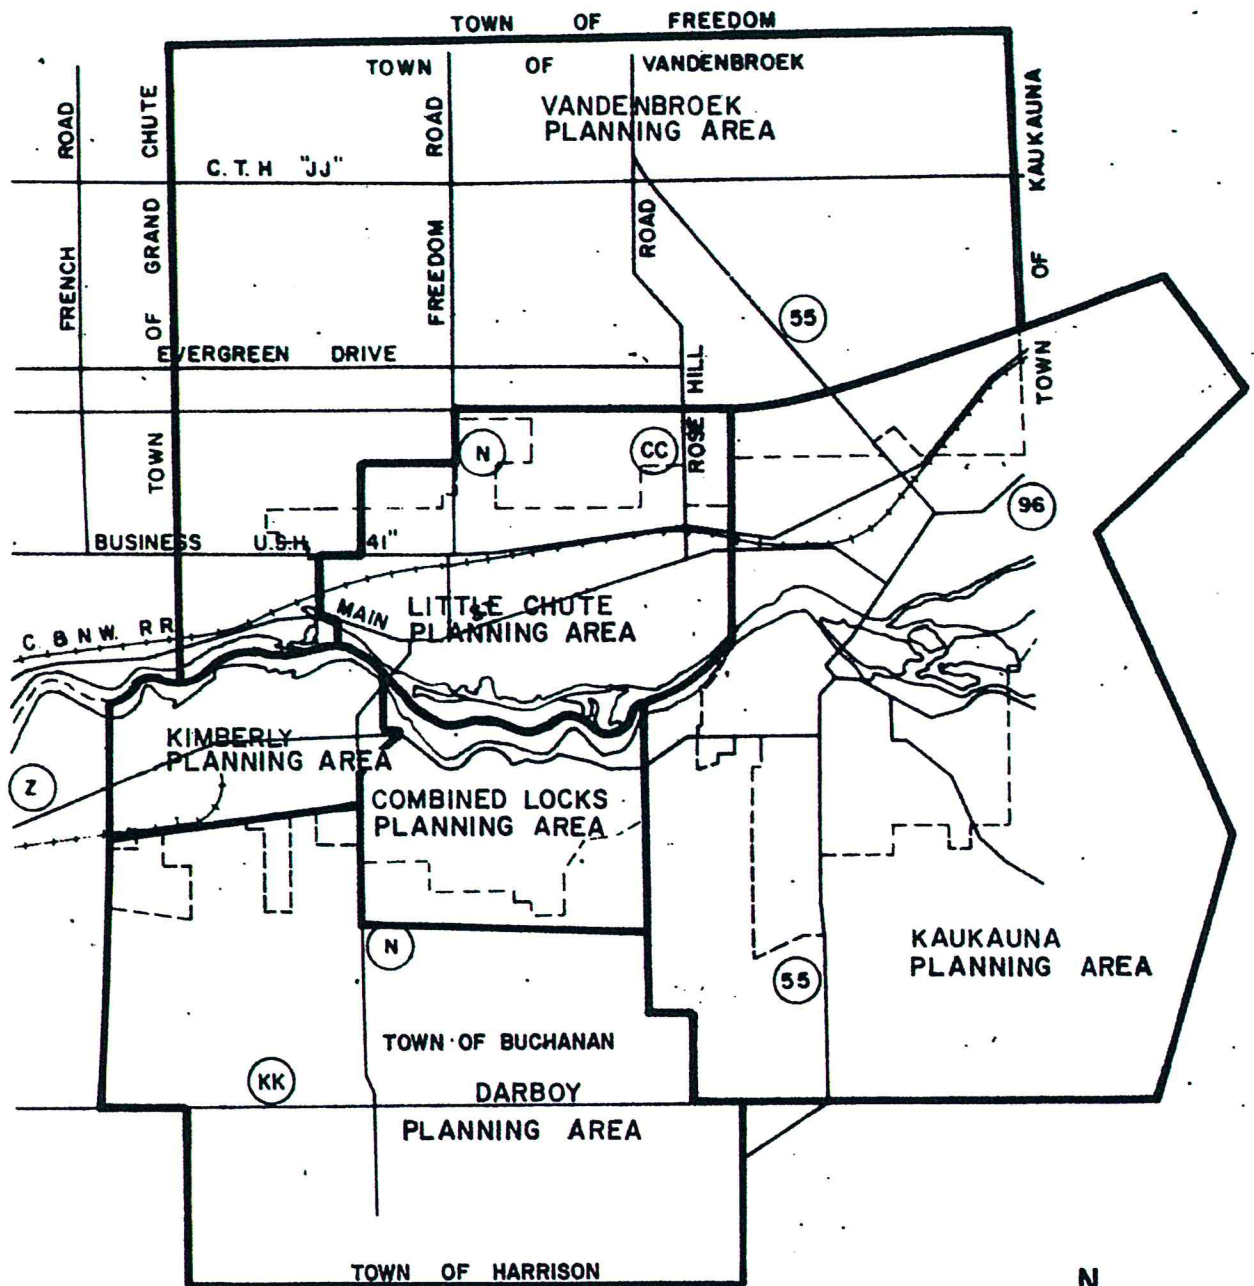 TOWN OF FREEDOM
TOWN OF VANDENBROEK
VANDENBROEK
PLANNING AREA
FRENCH ROAD
TOWN OF GRAND CHUTE
FREEDOM ROAD
C. T. H "JJ"
ROSE HILL ROAD
TOWN OF KAUKAUNA
55
EVERGREEN DRIVE
N
CC
96
BUSINESS U.S.H 41"
MAIN ST
LITTLE CHUTE
PLANNING AREA
C. & N.W. R R
KIMBERLY
PLANNING AREA
Z
COMBINED LOCKS
PLANNING AREA
N
KAUKAUNA
PLANNING AREA
55
TOWN OF BUCHANAN
KK
DARBOY
PLANNING AREA
TOWN OF HARRISON
N